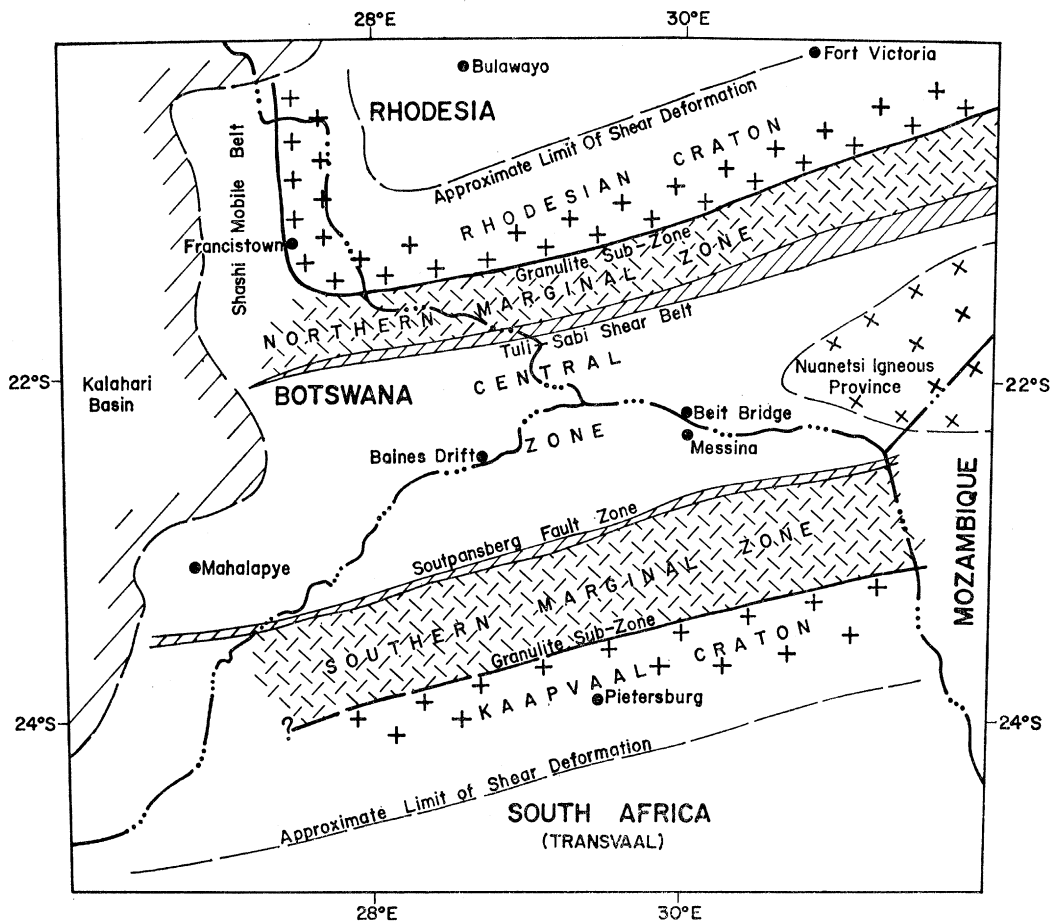 28°E
30°E
Bulawayo
Fort Victoria
RHODESIA
Approximate Limit Of Shear Deformation
Shashi Mobile Belt
RHODESIAN CRATON
Francistown
Granulite Sub-Zone
NORTHERN MARGINAL ZONE
Tuli - Sabi Shear Belt
22°S
22°S
Kalahari
Basin
BOTSWANA
CENTRAL
ZONE
Nuanetsi Igneous
Province
Beit Bridge
Messina
Baines Drift
MOZAMBIQUE
Soutpansberg Fault Zone
Mahalapye
SOUTHERN MARGINAL ZONE
Granulite Sub-Zone
KAAPVAAL CRATON
Pietersburg
?
24°S
24°S
Approximate Limit of Shear Deformation
SOUTH AFRICA
(TRANSVAAL)
28°E
30°E